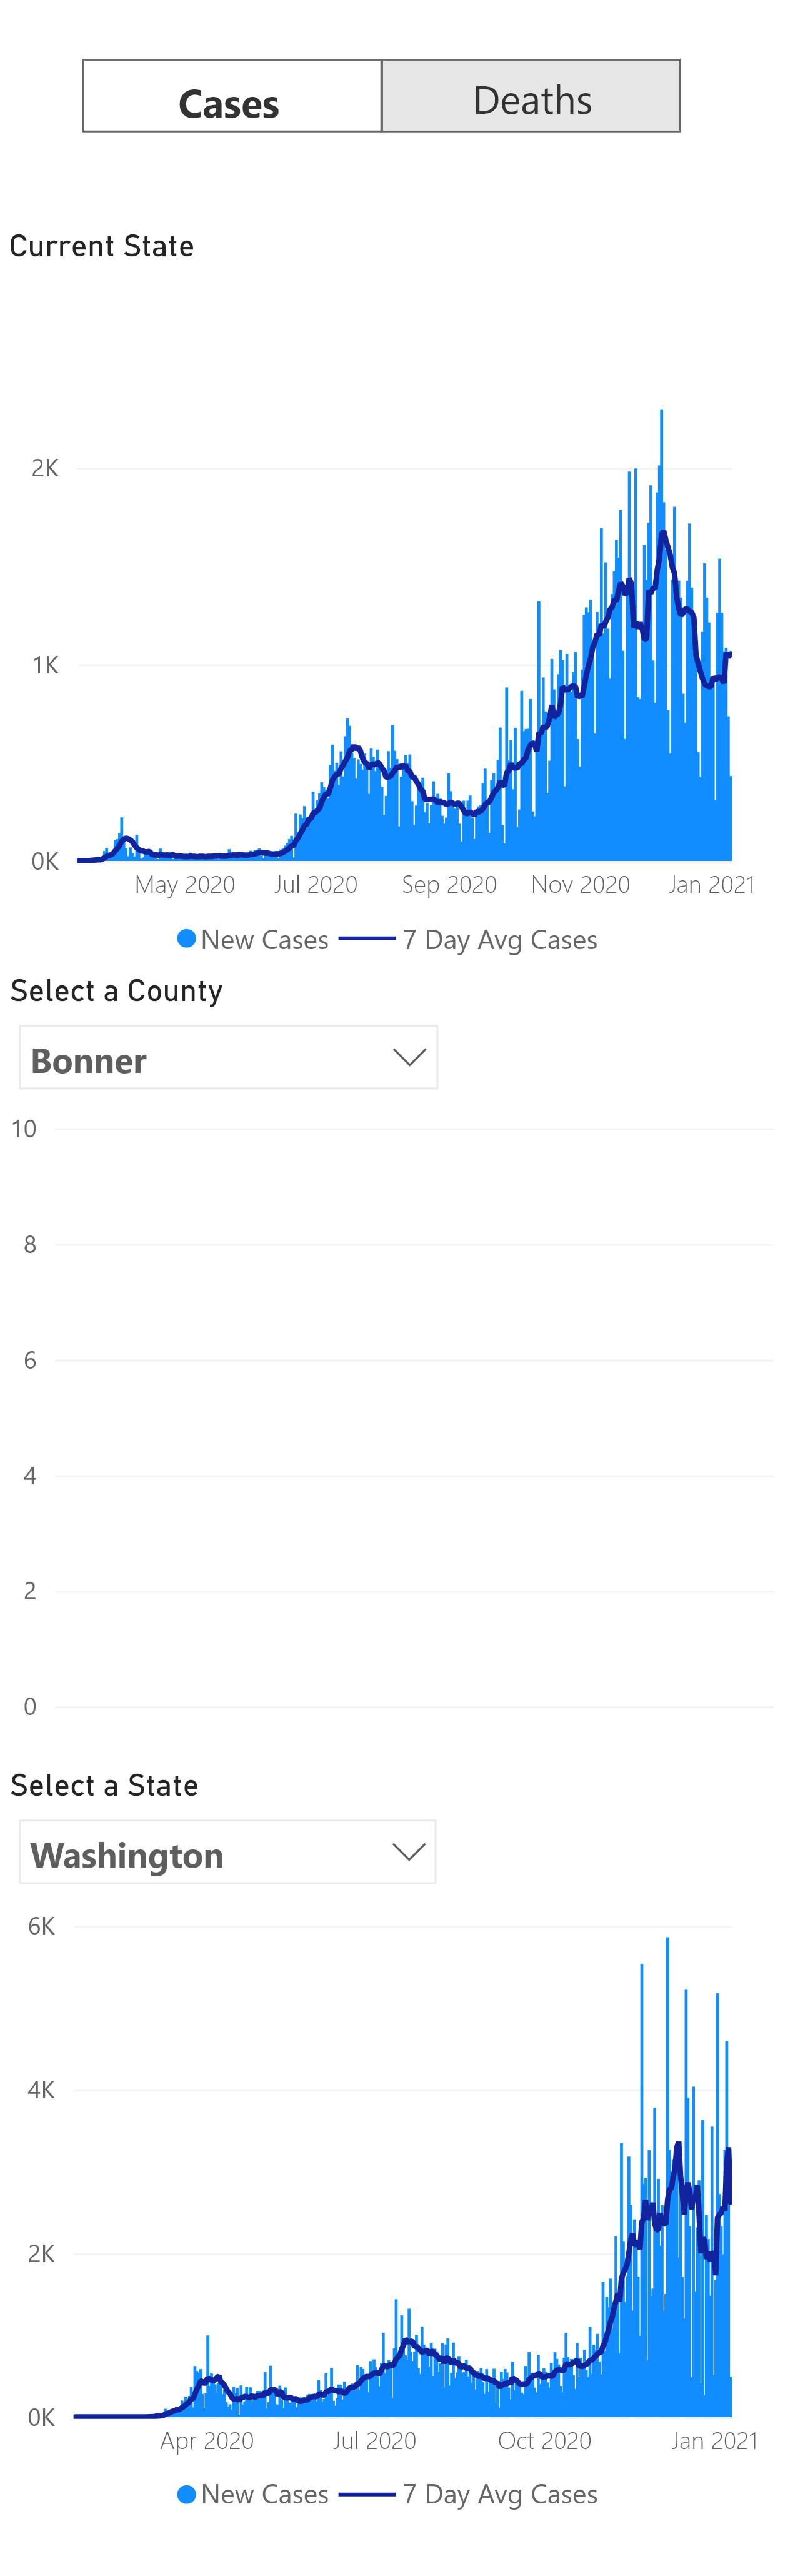 Cases Deaths
Current State
2K
1K
0K
May 2020 Jul 2020 Sep 2020 Nov 2020 Jan 2021
New Cases 7 Day Avg Cases
Select a County
Bonner
10
8
6
4
2
0
Select a State
Washington
6K
4K
2K
0K
Apr 2020 Jul 2020 Oct 2020 Jan 2021
New Cases 7 Day Avg Cases